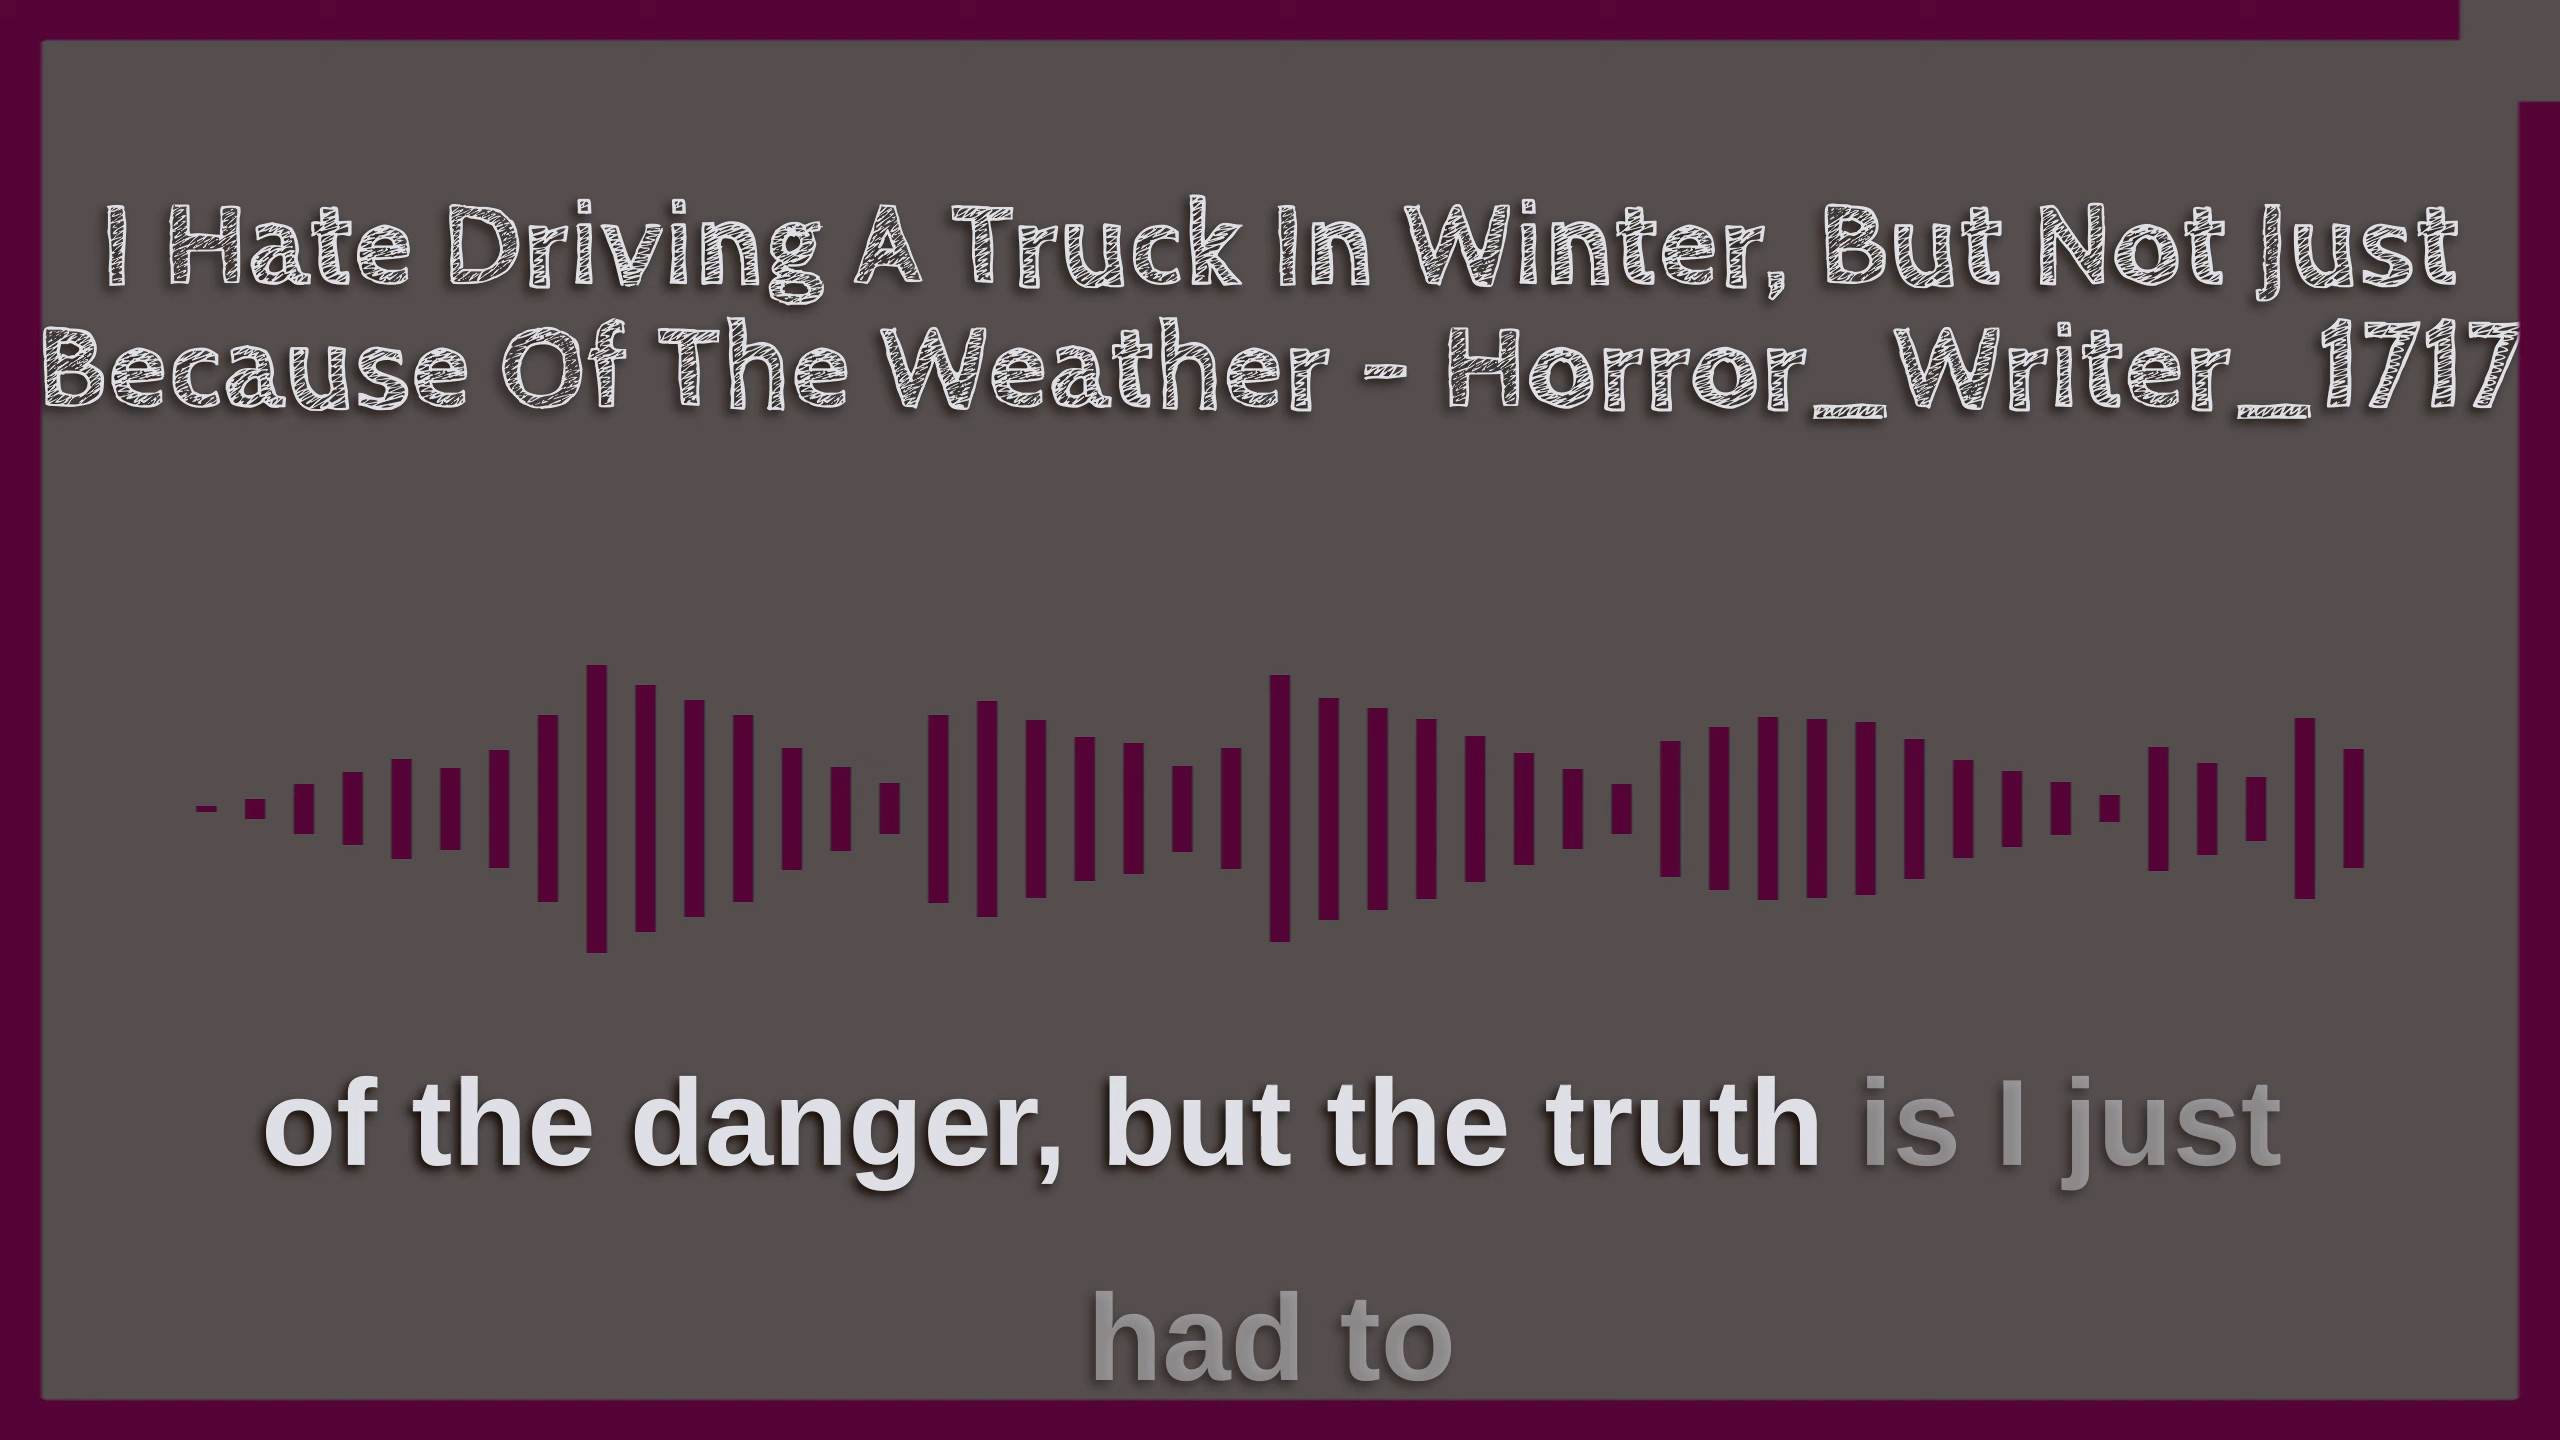 I Hate Driving A Truck In Winter, But Not Just
Because Of The Weather - Horror_Writer_1717
of the danger, but the truth is I just
had to